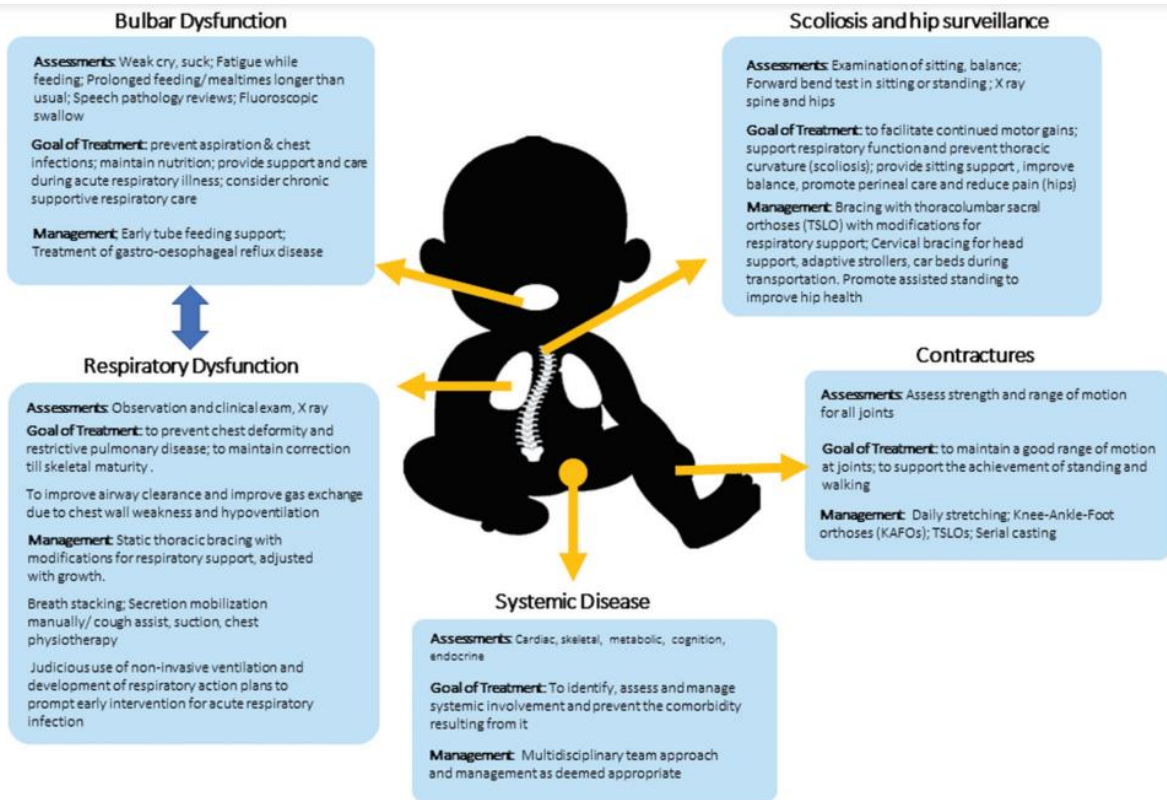 Bulbar Dysfunction
Assessments: Weak cry, suck; Fatigue while
feeding; Prolonged feeding/mealtimes longer than
usual; Speech pathology reviews; Fluoroscopic
swallow
Goal of Treatment: prevent aspiration & chest
infections; maintain nutrition; provide support and care
during acute respiratory illness; consider chronic
supportive respiratory care
Management; Early tube feeding support;
Treatment of gastro-oesophageal reflux disease
Respiratory Dysfunction
Assessments: Observation and clinical exam, X ray
Goal of Treatment: to prevent chest deformity and
restrictive pulmonary disease; to maintain correction
till skeletal maturity .
To improve airway clearance and improve gas exchange
due to chest wall weakness and hypoventilation
Management: Static thoracic bracing with
modifications for respiratory support, adjusted
with growth.
Breath stacking; Secretion mobilization
manually/ cough assist, suction, chest
physiotherapy
Judicious use of non-invasive ventilation and
development of respiratory action plans to
prompt early intervention for acute respiratory
infection
Scoliosis and hip surveillance
Assessments: Examination of sitting, balance;
Forward bend test in sitting or standing ; X ray
spine and hips
Goal of Treatment: to facilitate continued motor gains;
support respiratory function and prevent thoracic
curvature (scoliosis); provide sitting support , improve
balance, promote perineal care and reduce pain (hips)
Management: Bracing with thoracolumbar sacral
orthoses (TSLO) with modifications for
respiratory support; Cervical bracing for head
support, adaptive strollers, car beds during
transportation. Promote assisted standing to
improve hip health
Contractures
Assessments: Assess strength and range of motion
for all joints
Goal of Treatment: to maintain a good range of motion
at joints; to support the achievement of standing and
walking
Management: Daily stretching; Knee-Ankle-Foot
orthoses (KAFOs); TSLOs; Serial casting
Systemic Disease
Assessments: Cardiac, skeletal, metabolic, cognition,
endocrine
Goal of Treatment: To identify, assess and manage
systemic involvement and prevent the comorbidity
resulting from it
Management: Multidisciplinary team approach
and management as deemed appropriate